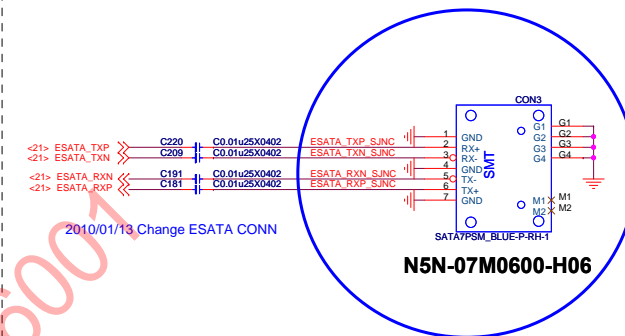 CON3
<21> ESATA_TXP C220 C0.01u25X0402 ESATA_TXP_SJNC 1 GND G1 G1
<21> ESATA_TXN C209 C0.01u25X0402 ESATA_TXN_SJNC 2 RX+ G2 G2
3 RX- G3 G3
4 GND G4 G4
<21> ESATA_RXN C191 C0.01u25X0402 ESATA_RXN_SJNC 5 TX-
<21> ESATA_RXP C181 C0.01u25X0402 ESATA_RXP_SJNC 6 TX+ M1 M1
7 GND M2 M2
SMT
2010/01/13 Change ESATA CONN
SATA7PSM_BLUE-P-RH-1
N5N-07M0600-H06
6001